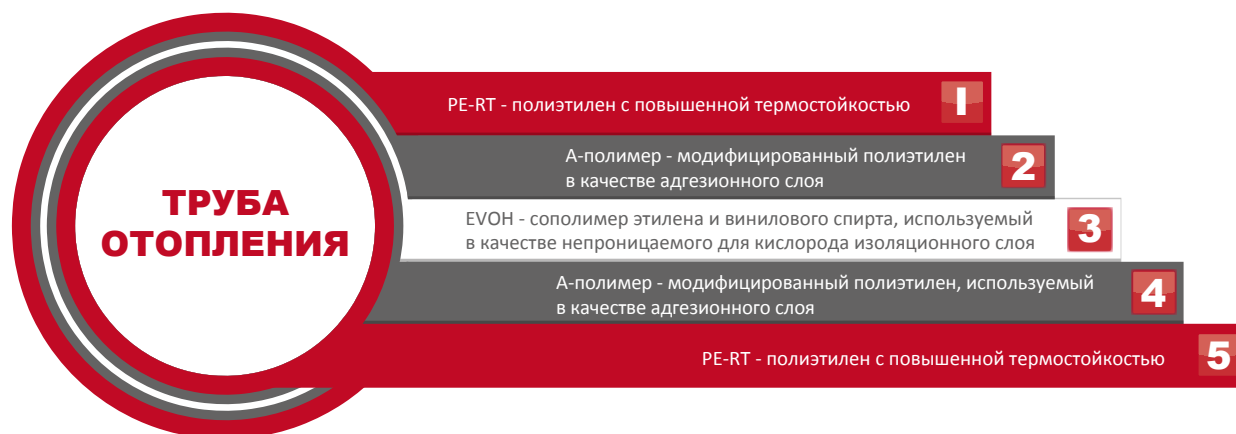 ТРУБА
ОТОПЛЕНИЯ
PE-RT - полиэтилен с повышенной термостойкостью 1
А-полимер - модифицированный полиэтилен
в качестве адгезионного слоя 2
EVOH - сополимер этилена и винилового спирта, используемый
в качестве непроницаемого для кислорода изоляционного слоя 3
А-полимер - модифицированный полиэтилен, используемый
в качестве адгезионного слоя 4
PE-RT - полиэтилен с повышенной термостойкостью 5